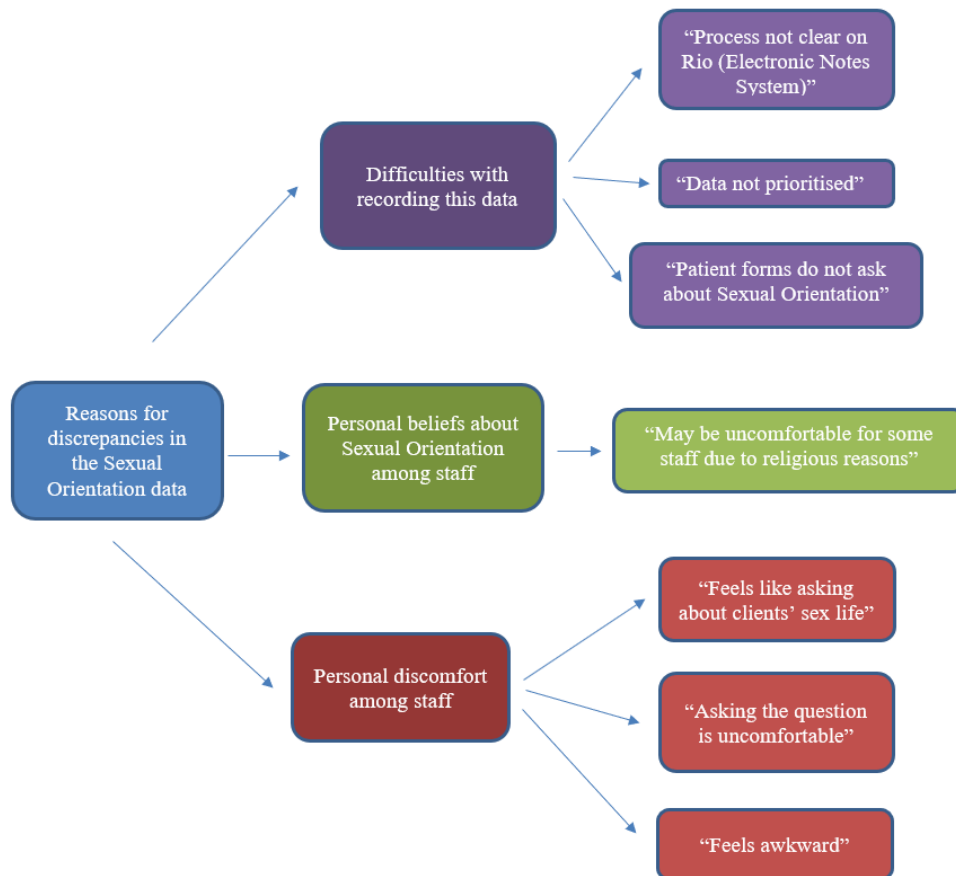 “Process not clear on
Rio (Electronic Notes
System)”
Difficulties with
recording this data
“Data not prioritised”
“Patient forms do not ask
about Sexual Orientation”
Reasons for
discrepancies in
the Sexual
Orientation data
Personal beliefs about
Sexual Orientation
among staff
“May be uncomfortable for some
staff due to religious reasons”
“Feels like asking
about clients’ sex life”
Personal discomfort
among staff
“Asking the question
is uncomfortable”
“Feels awkward”